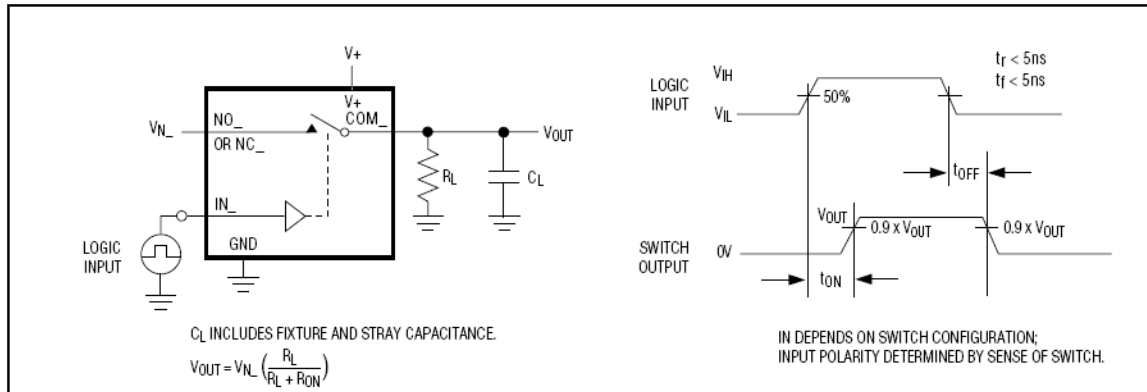 V+
V+
VN_
NO_
COM_
VOUT
OR NC_
RL
CL
IN_
LOGIC
INPUT
GND
CL INCLUDES FIXTURE AND STRAY CAPACITANCE.
VOUT = VN_ (RL / RL + RON)
LOGIC
INPUT
VIH
VIL
50%
tr < 5ns
tf < 5ns
tOFF
VOUT
0.9 x VOUT
0.9 x VOUT
SWITCH
OUTPUT
0V
tON
IN DEPENDS ON SWITCH CONFIGURATION;
INPUT POLARITY DETERMINED BY SENSE OF SWITCH.